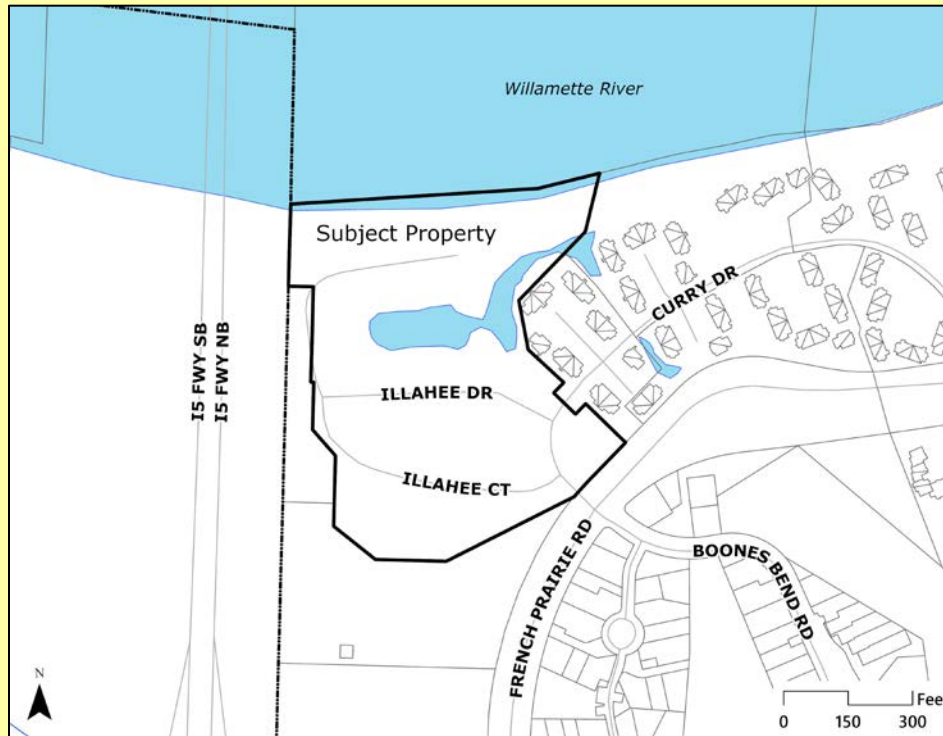 Willamette River
Subject Property
CURRY DR
I5 FWY SB
I5 FWY NB
ILLAHEE DR
ILLAHEE CT
FRENCH PRAIRIE RD
BOONES BEND RD
N
Fee
0 150 300